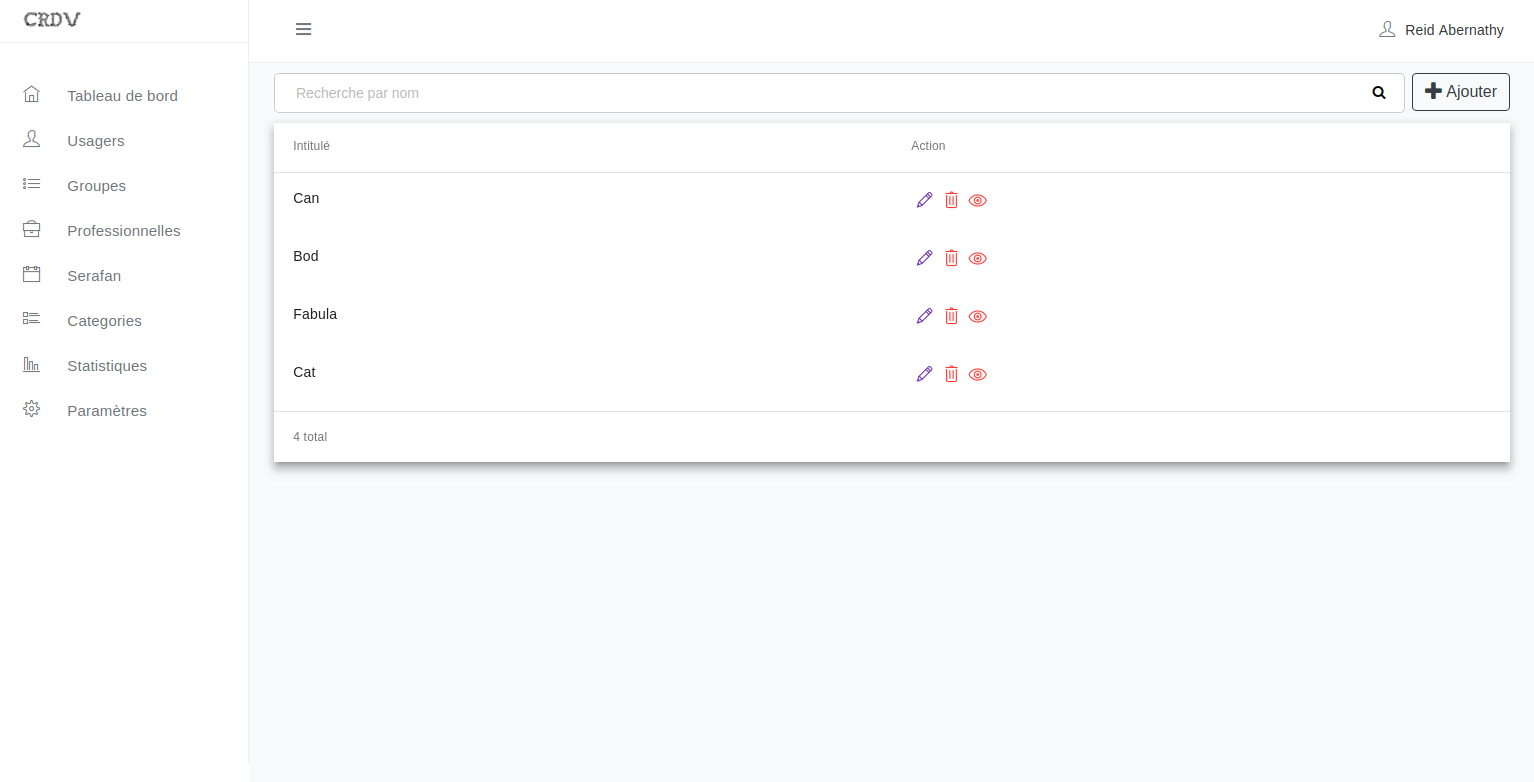 CRDV
Reid Abernathy
Tableau de bord
Usagers
Groupes
Professionnelles
Serafan
Categories
Statistiques
Paramètres
Recherche par nom
Ajouter
Intitulé Action
Can
Bod
Fabula
Cat
4 total